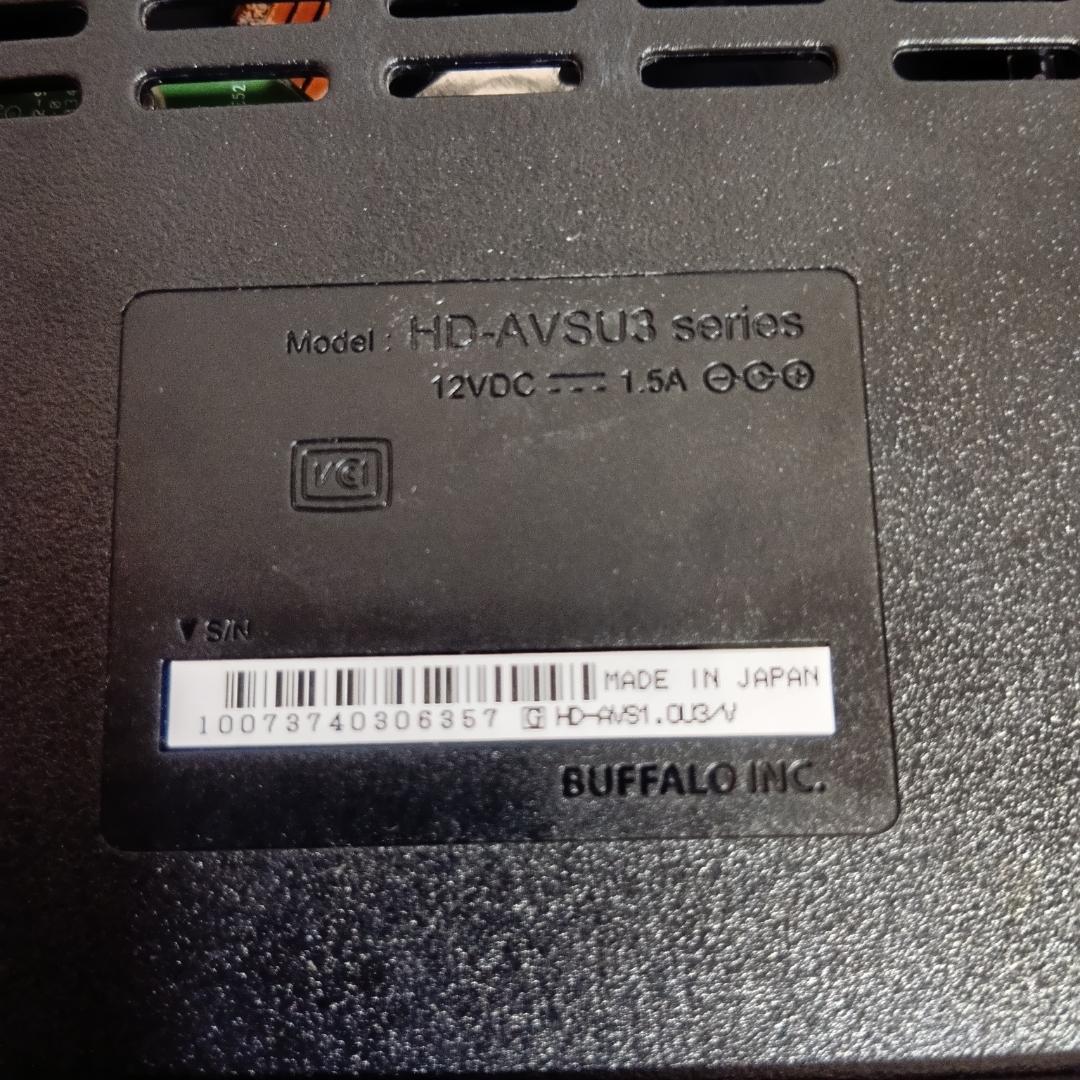 Model : HD-AVSU3 series
12VDC 1.5A
VCI
S/N
MADE IN JAPAN
10073740306357 G HD-AVS1.0U3/V
BUFFALO INC.